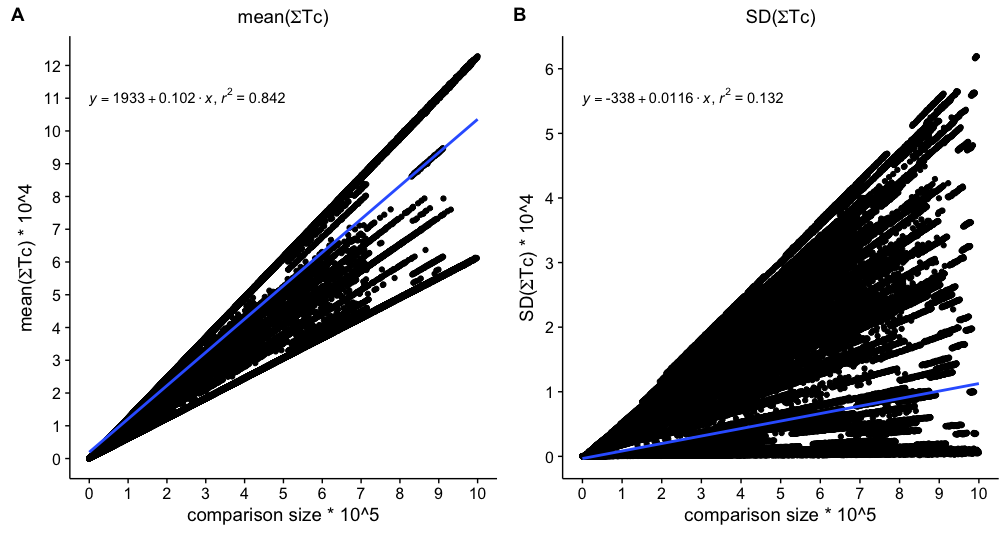 A
mean(ΣTc)
y = 1933 + 0.102 · x, r² = 0.842
mean(ΣTc) * 10^4
12
11
10
9
8
7
6
5
4
3
2
1
0
0 1 2 3 4 5 6 7 8 9 10
comparison size * 10^5
B
SD(ΣTc)
y = -338 + 0.0116 · x, r² = 0.132
SD(ΣTc) * 10^4
6
5
4
3
2
1
0
0 1 2 3 4 5 6 7 8 9 10
comparison size * 10^5